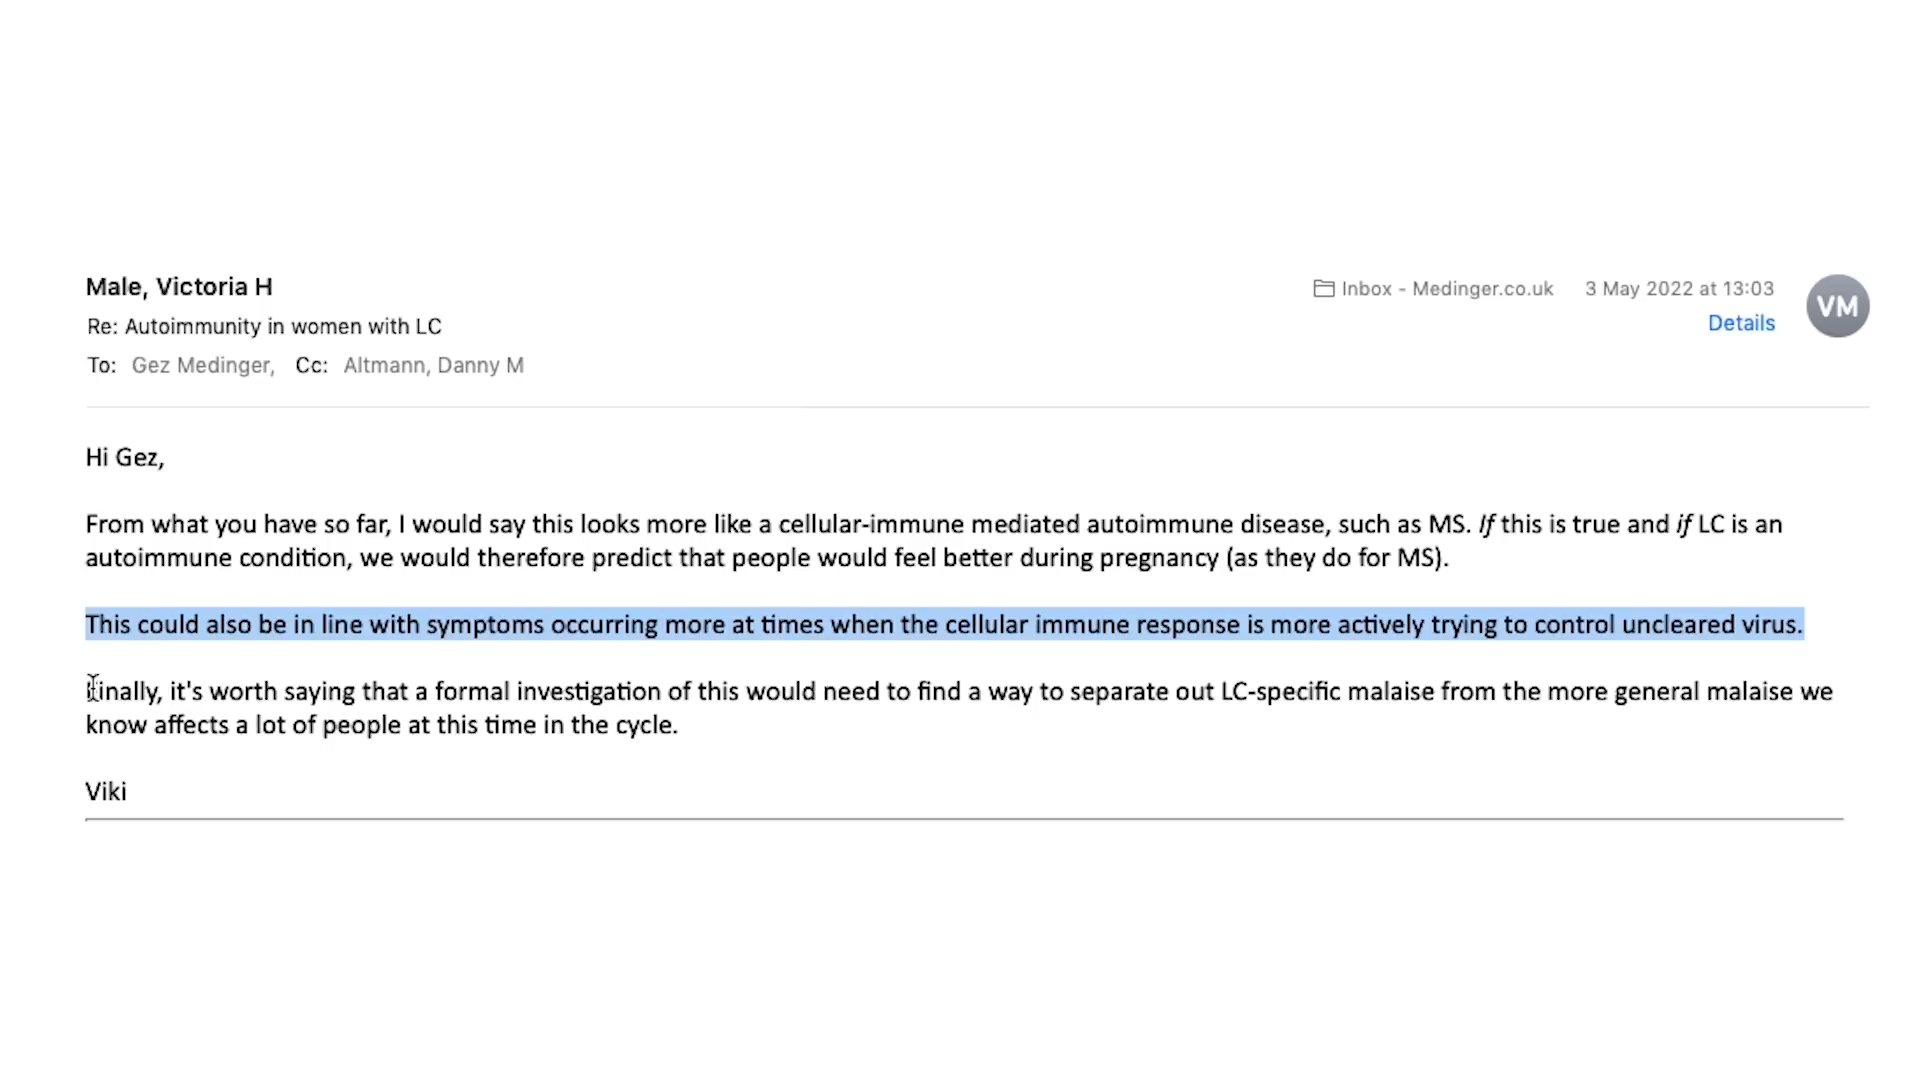 Male, Victoria H
Inbox - Medinger.co.uk 3 May 2022 at 13:03
VM
Re: Autoimmunity in women with LC
Details
To: Gez Medinger, Cc: Altmann, Danny M
Hi Gez,
From what you have so far, I would say this looks more like a cellular-immune mediated autoimmune disease, such as MS. If this is true and if LC is an
autoimmune condition, we would therefore predict that people would feel better during pregnancy (as they do for MS).
This could also be in line with symptoms occurring more at times when the cellular immune response is more actively trying to control uncleared virus.
Finally, it's worth saying that a formal investigation of this would need to find a way to separate out LC-specific malaise from the more general malaise we
know affects a lot of people at this time in the cycle.
Viki